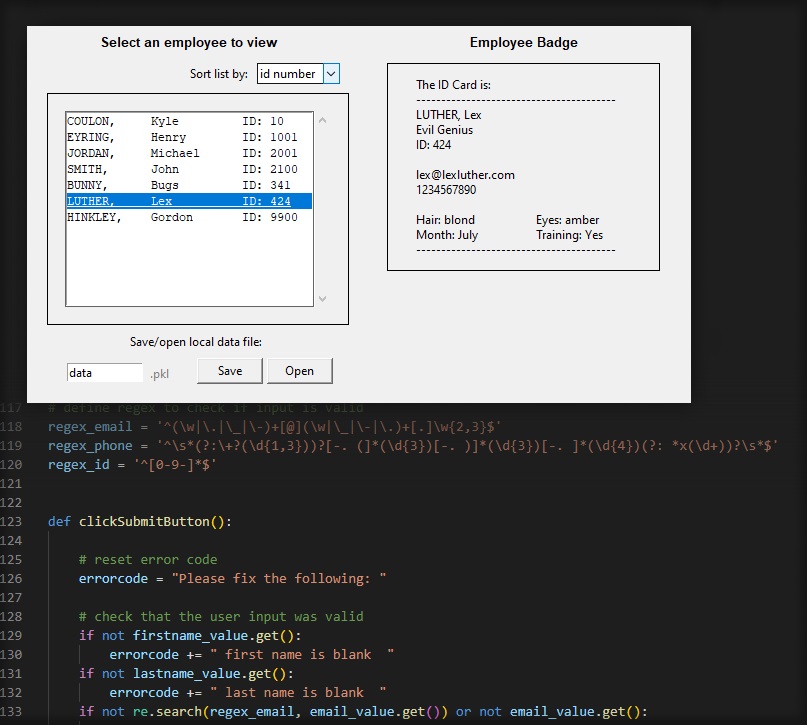 Select an employee to view
Sort list by: id number
COULON, Kyle ID: 10
EYRING, Henry ID: 1001
JORDAN, Michael ID: 2001
SMITH, John ID: 2100
BUNNY, Bugs ID: 341
LUTHER, Lex ID: 424
HINKLEY, Gordon ID: 9900
Save/open local data file:
data .pkl Save Open
Employee Badge
The ID Card is:
--------------------------------------
LUTHER, Lex
Evil Genius
ID: 424
lex@lexluther.com
1234567890
Hair: blond Eyes: amber
Month: July Training: Yes
--------------------------------------
117 # define regex to check if input is valid
118 regex_email = '^(\w|\.|\_|\-)+[@](\w|\_|\-|\.)+[.]\w{2,3}$'
119 regex_phone = '^\s*(?:\+?(\d{1,3}))?[-. (]*(\d{3})[-. )]*(\d{3})[-. ]*(\d{4})(?: *x(\d+))?\s*$'
120 regex_id = '^[0-9-]*$'
121
122
123 def clickSubmitButton():
124
125 # reset error code
126 errorcode = "Please fix the following: "
127
128 # check that the user input was valid
129 if not firstname_value.get():
130 errorcode += " first name is blank  "
131 if not lastname_value.get():
132 errorcode += " last name is blank  "
133 if not re.search(regex_email, email_value.get()) or not email_value.get():